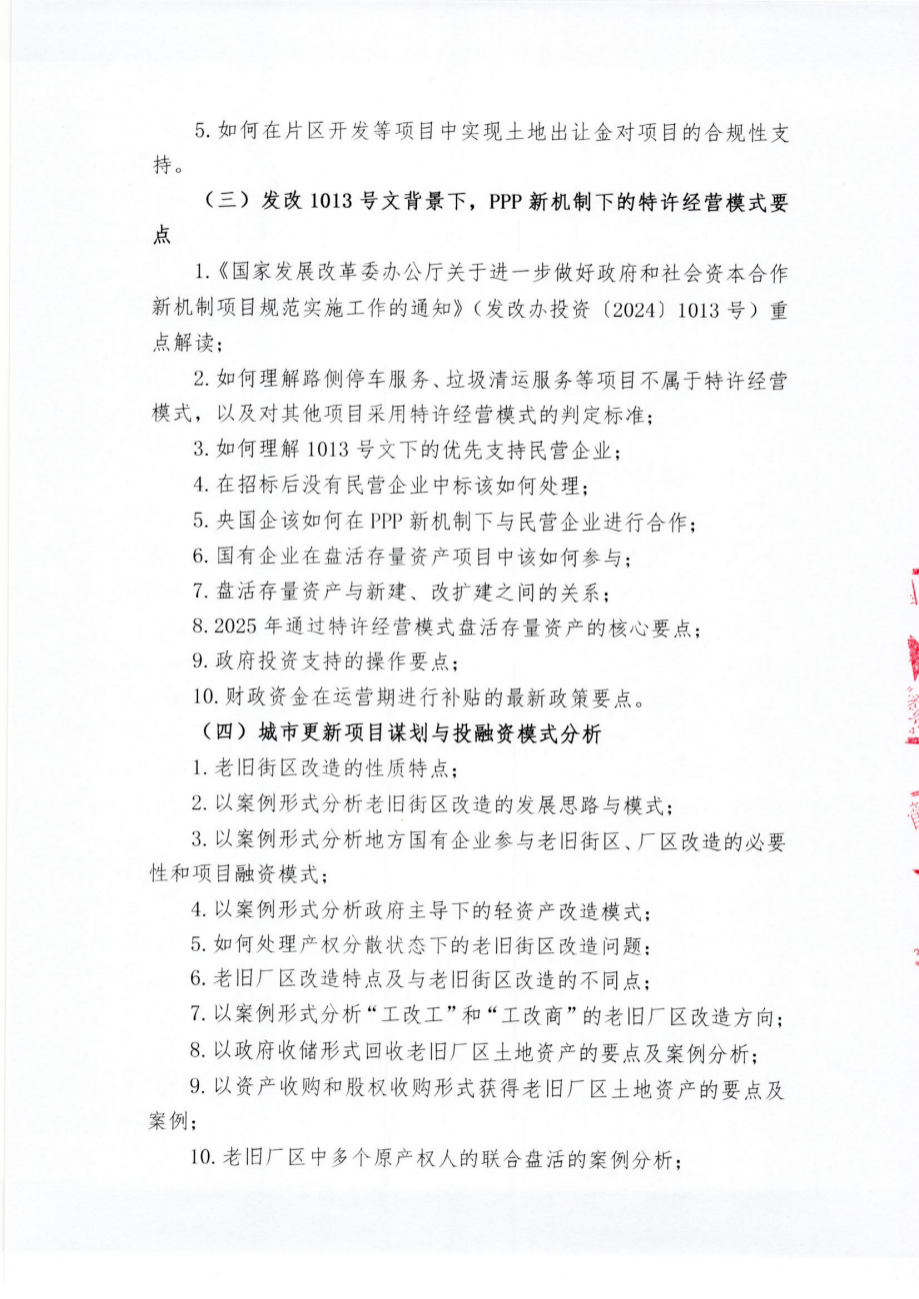 5.如何在片区开发等项目中实现土地出让金对项目的合规性支
持。
（三）发改1013号文背景下，PPP新机制下的特许经营模式要
点
1.《国家发展改革委办公厅关于进一步做好政府和社会资本合作
新机制项目规范实施工作的通知》（发改办投资〔2024〕1013号）重
点解读；
2.如何理解路侧停车服务、垃圾清运服务等项目不属于特许经营
模式，以及对其他项目采用特许经营模式的判定标准；
3.如何理解1013号文下的优先支持民营企业；
4.在招标后没有民营企业中标该如何处理；
5.央国企该如何在PPP新机制下与民营企业进行合作；
6.国有企业在盘活存量资产项目中该如何参与；
7.盘活存量资产与新建、改扩建之间的关系；
8.2025年通过特许经营模式盘活存量资产的核心要点；
9.政府投资支持的操作要点；
10.财政资金在运营期进行补贴的最新政策要点。
（四）城市更新项目谋划与投融资模式分析
1.老旧街区改造的性质特点；
2.以案例形式分析老旧街区改造的发展思路与模式；
3.以案例形式分析地方国有企业参与老旧街区、厂区改造的必要
性和项目融资模式；
4.以案例形式分析政府主导下的轻资产改造模式；
5.如何处理产权分散状态下的老旧街区改造问题；
6.老旧厂区改造特点及与老旧街区改造的不同点；
7.以案例形式分析“工改工”和“工改商”的老旧厂区改造方向；
8.以政府收储形式回收老旧厂区土地资产的要点及案例分析；
9.以资产收购和股权收购形式获得老旧厂区土地资产的要点及
案例；
10.老旧厂区中多个原产权人的联合盘活的案例分析；